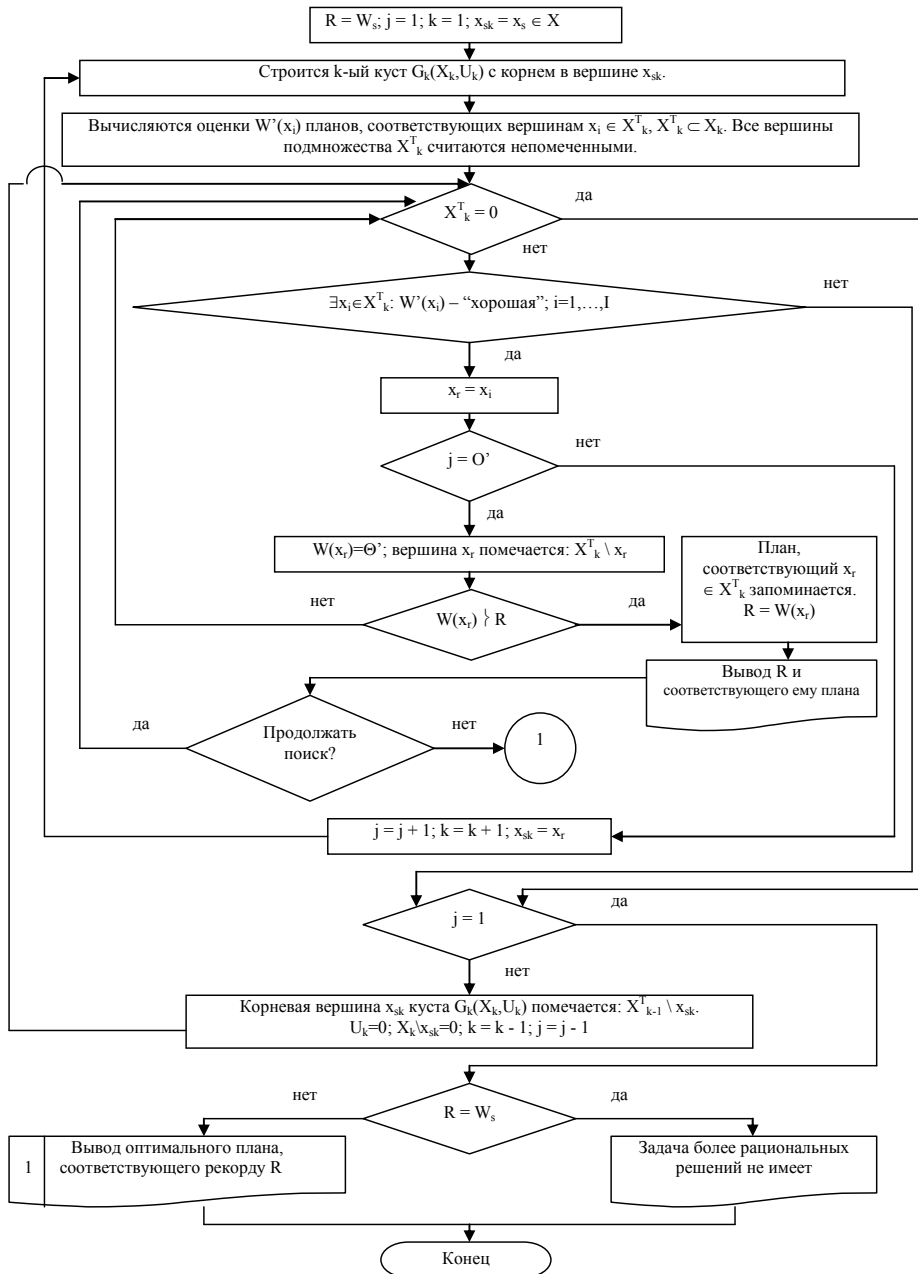 R = Wₛ; j = 1; k = 1; xₛₖ = xₛ ∈ X
Строится k-ый куст Gₖ(Xₖ,Uₖ) с корнем в вершине xₛₖ.
Вычисляются оценки W’(xᵢ) планов, соответствующих вершинам xᵢ ∈ Xᵀₖ, Xᵀₖ ⊂ Xₖ. Все вершины
подмножества Xᵀₖ считаются непомеченными.
да
Xᵀₖ = 0
нет
нет
∃xᵢ∈Xᵀₖ: W’(xᵢ) – “хорошая”; i=1,…,I
да
xᵣ = xᵢ
нет
j = O’
да
W(xᵣ)=Θ’; вершина xᵣ помечается: Xᵀₖ \ xᵣ
План,
соответствующий xᵣ
∈ Xᵀₖ запоминается.
R = W(xᵣ)
нет
да
W(xᵣ) ≻ R
Вывод R и
соответствующего ему плана
да
Продолжать
поиск?
нет
1
j = j + 1; k = k + 1; xₛₖ = xᵣ
да
j = 1
нет
Корневая вершина xₛₖ куста Gₖ(Xₖ,Uₖ) помечается: Xᵀₖ₋₁ \ xₛₖ.
Uₖ=0; Xₖ\xₛₖ=0; k = k - 1; j = j - 1
нет
да
R = Wₛ
1
Вывод оптимального плана,
соответствующего рекорду R
Задача более рациональных
решений не имеет
Конец